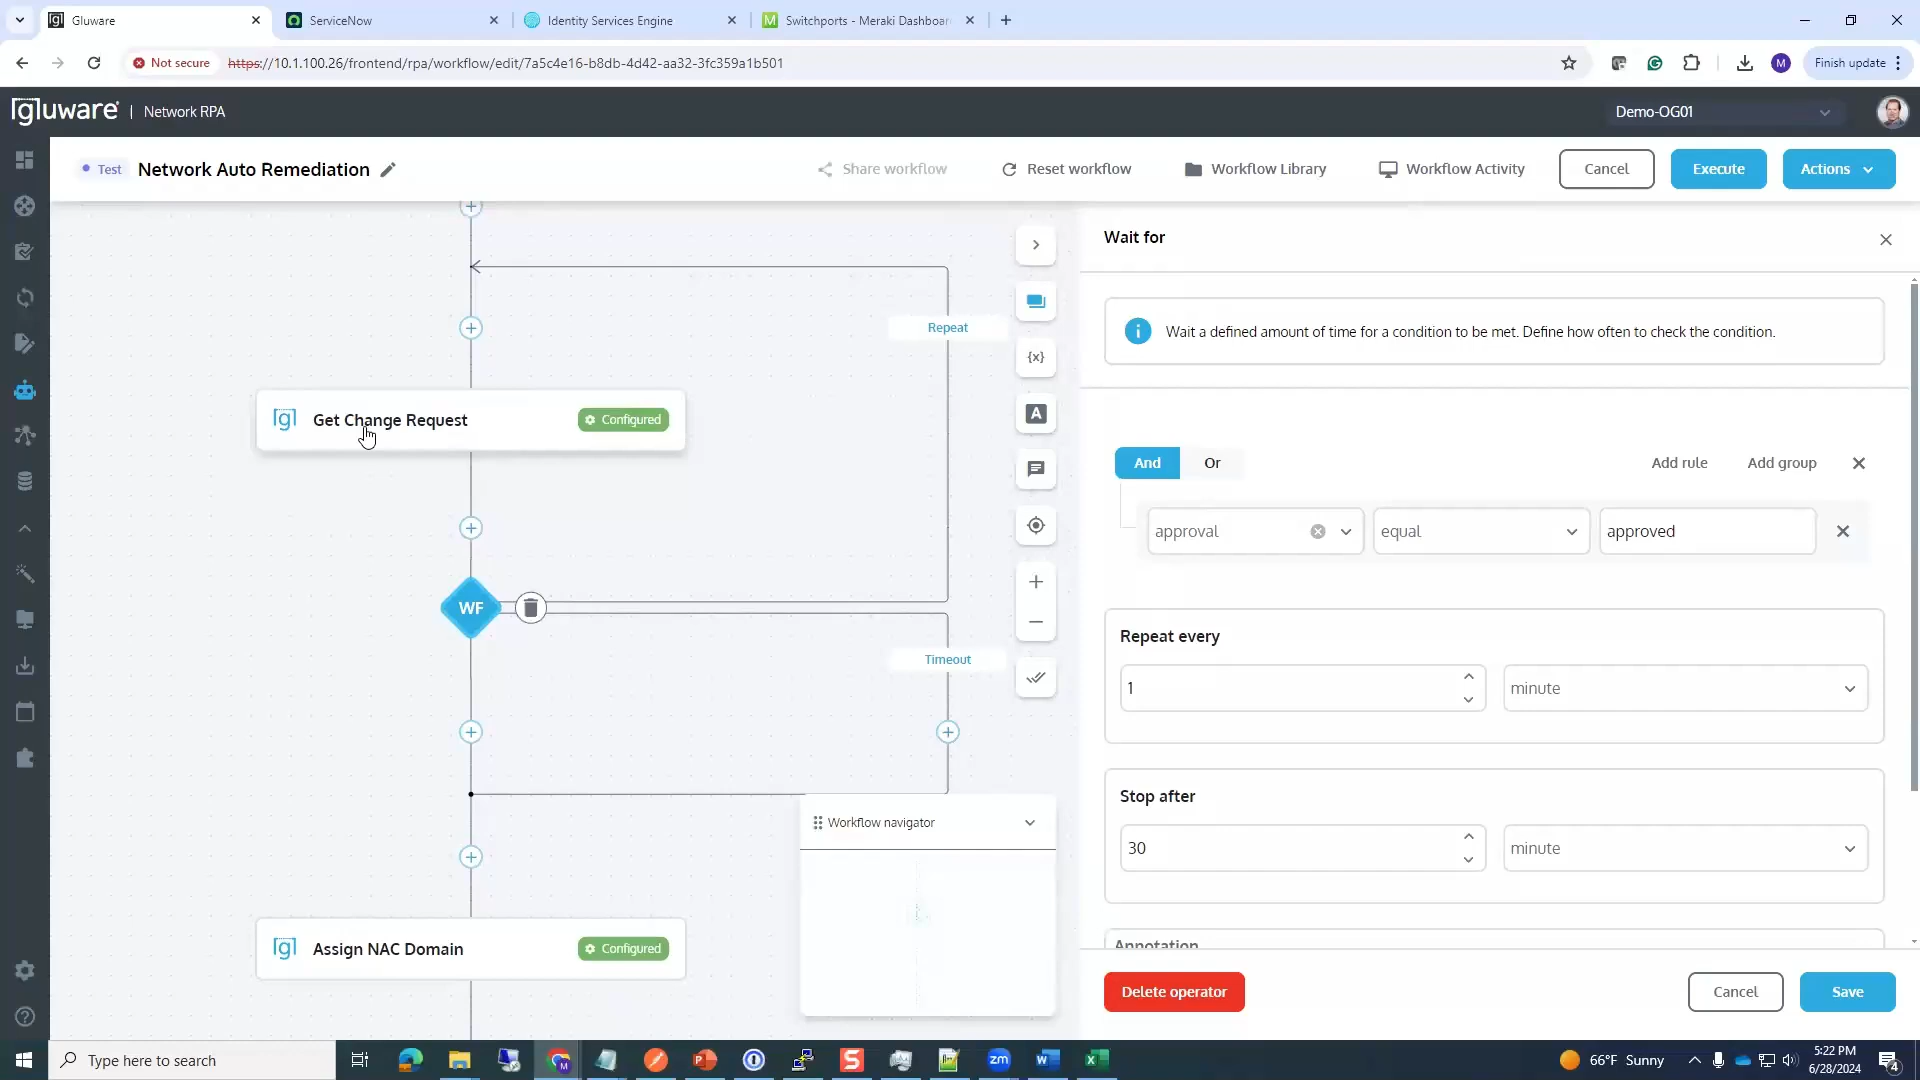 Gluware
ServiceNow
Identity Services Engine
Switchports - Meraki Dashboar
Not secure
https://10.1.100.26/frontend/rpa/workflow/edit/7a5c4e16-b8db-4d42-aa32-3fc359a1b501
M
Finish update
[g]luware | Network RPA
Demo-OG01
Test
Network Auto Remediation
Share workflow
Reset workflow
Workflow Library
Workflow Activity
Cancel
Execute
Actions
Wait for
Wait a defined amount of time for a condition to be met. Define how often to check the condition.
Repeat
{x}
[g] Get Change Request
Configured
A
And
Or
Add rule
Add group
approval
equal
approved
WF
Repeat every
Timeout
1
minute
Stop after
Workflow navigator
30
minute
Annotation
[g] Assign NAC Domain
Configured
Delete operator
Cancel
Save
Type here to search
66°F Sunny
5:22 PM
6/28/2024
4